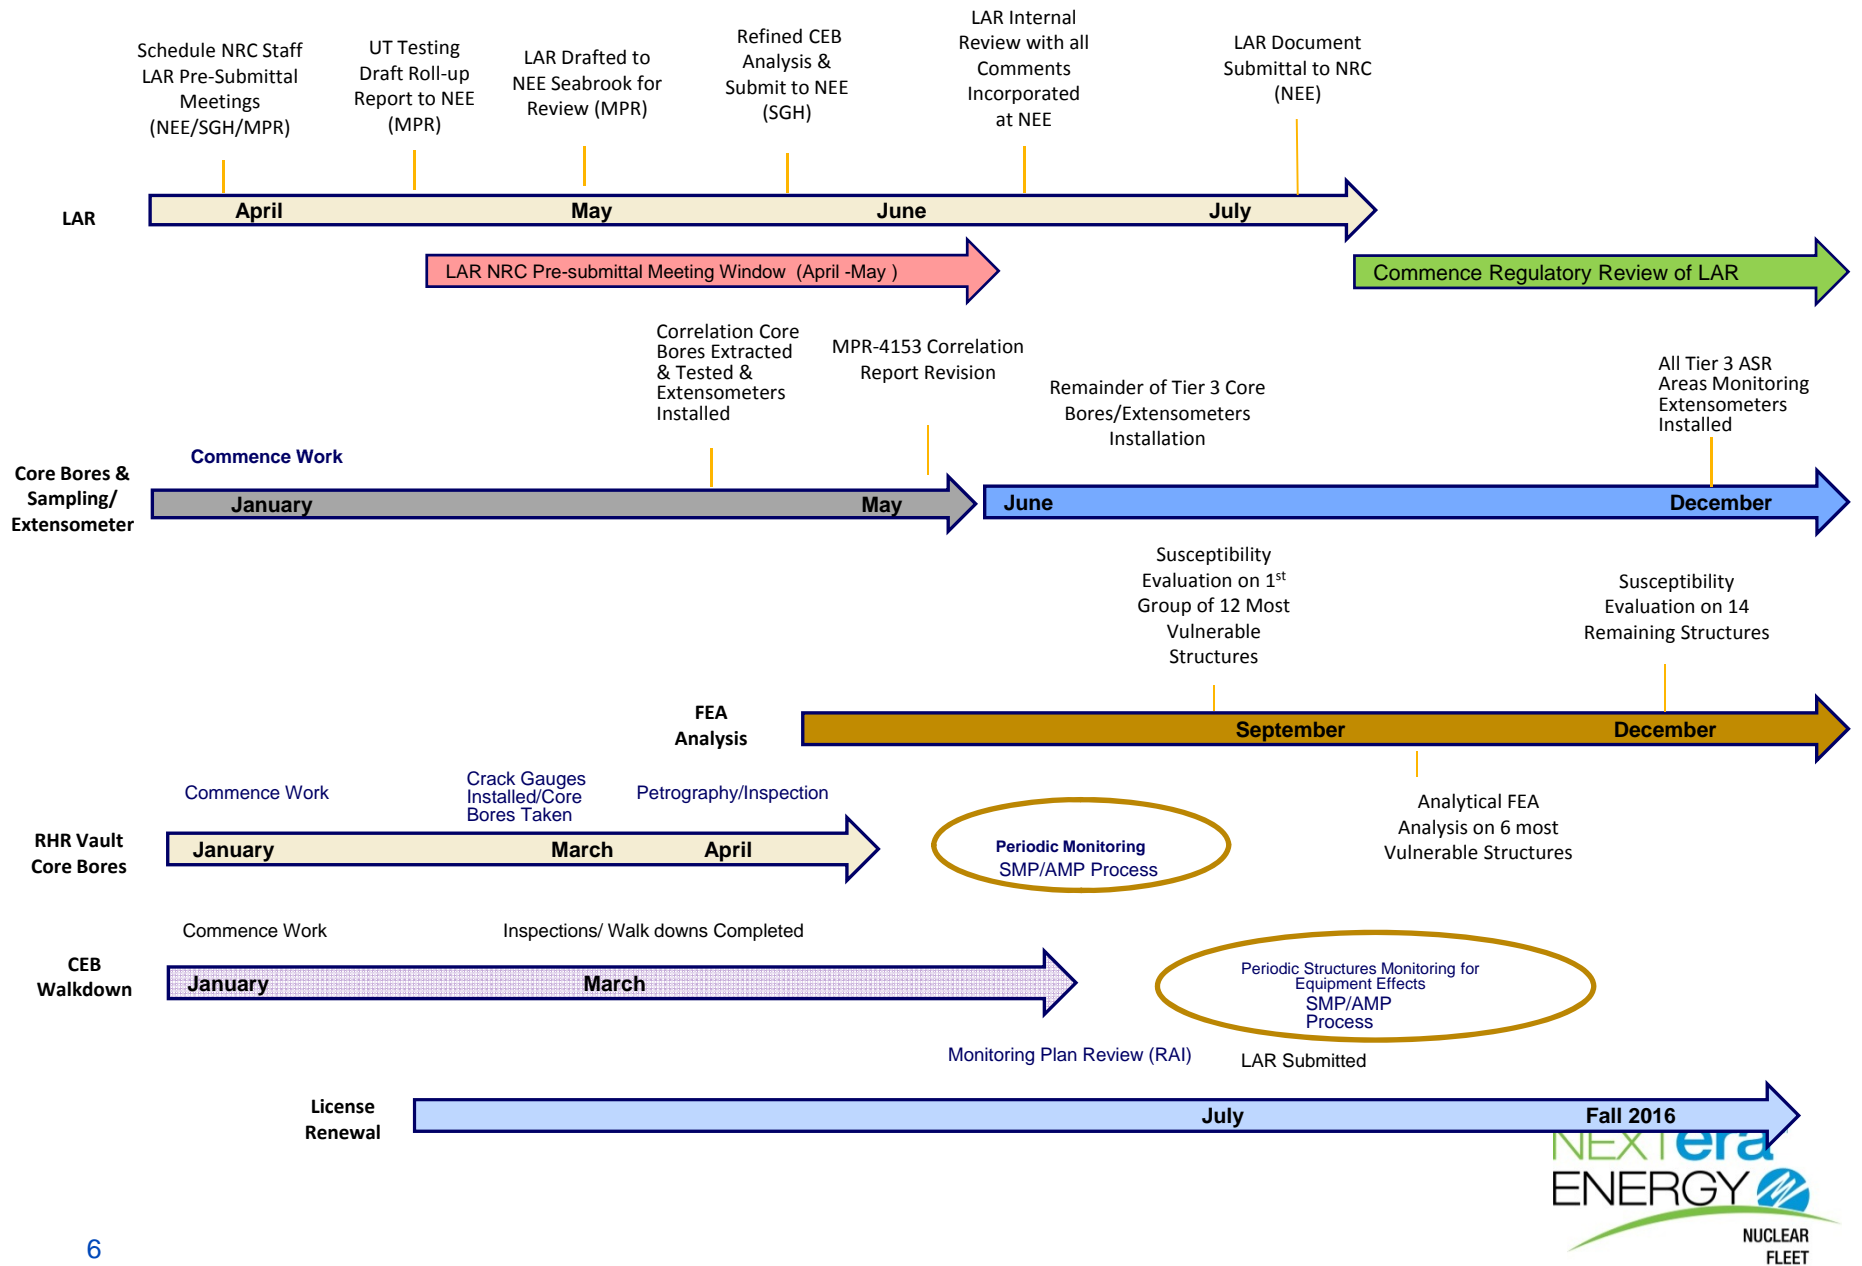 Schedule NRC Staff
LAR Pre-Submittal
Meetings
(NEE/SGH/MPR)
UT Testing
Draft Roll-up
Report to NEE
(MPR)
LAR Drafted to
NEE Seabrook for
Review (MPR)
Refined CEB
Analysis &
Submit to NEE
(SGH)
LAR Internal
Review with all
Comments
Incorporated
at NEE
LAR Document
Submittal to NRC
(NEE)
LAR
April
May
June
July
LAR NRC Pre-submittal Meeting Window (April -May )
Commence Regulatory Review of LAR
Correlation Core
Bores Extracted
& Tested &
Extensometers
Installed
MPR-4153 Correlation
Report Revision
Remainder of Tier 3 Core
Bores/Extensometers
Installation
All Tier 3 ASR
Areas Monitoring
Extensometers
Installed
Commence Work
Core Bores &
Sampling/
Extensometer
January
May
June
December
Susceptibility
Evaluation on 1st
Group of 12 Most
Vulnerable
Structures
Susceptibility
Evaluation on 14
Remaining Structures
FEA
Analysis
September
December
Analytical FEA
Analysis on 6 most
Vulnerable Structures
Commence Work
Crack Gauges
Installed/Core
Bores Taken
Petrography/Inspection
RHR Vault
Core Bores
January
March
April
Periodic Monitoring
SMP/AMP Process
Commence Work
Inspections/ Walk downs Completed
CEB
Walkdown
January
March
Periodic Structures Monitoring for
Equipment Effects
SMP/AMP
Process
Monitoring Plan Review (RAI)
LAR Submitted
License
Renewal
July
Fall 2016
NEXTera
ENERGY
NUCLEAR
FLEET
6